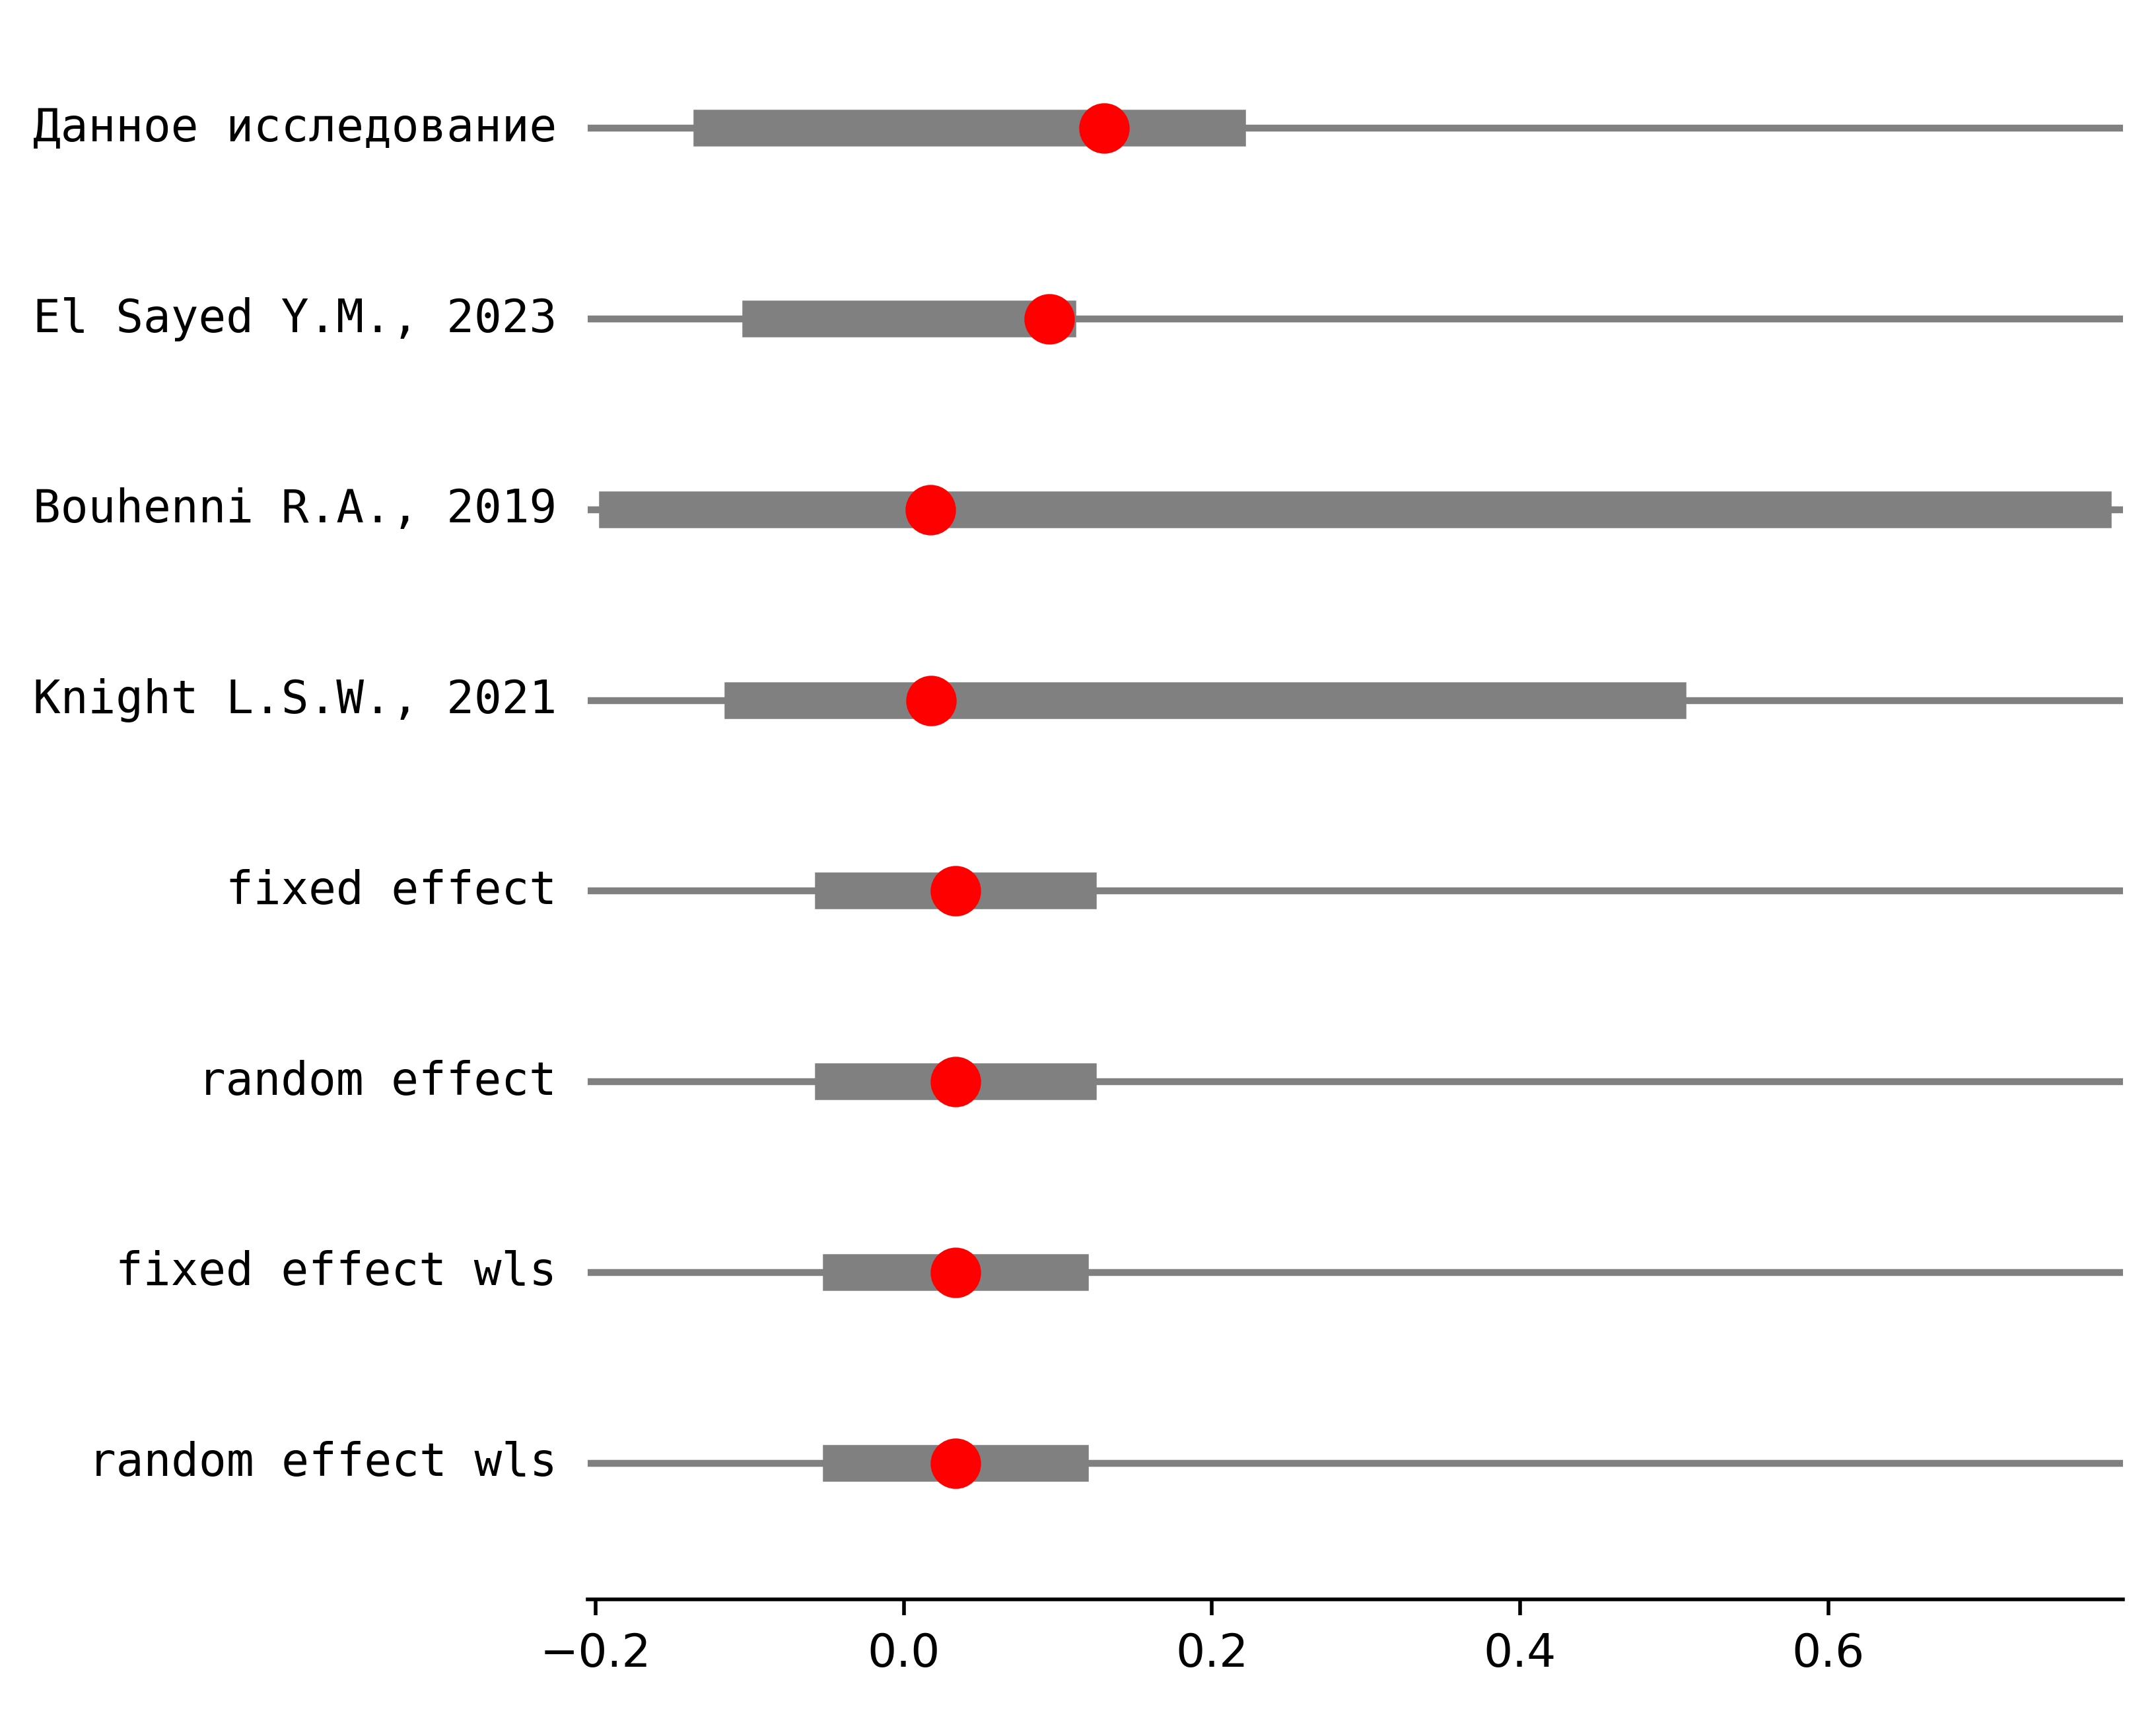 Данное исследование
El Sayed Y.M., 2023
Bouhenni R.A., 2019
Knight L.S.W., 2021
fixed effect
random effect
fixed effect wls
random effect wls
−0.2 0.0 0.2 0.4 0.6